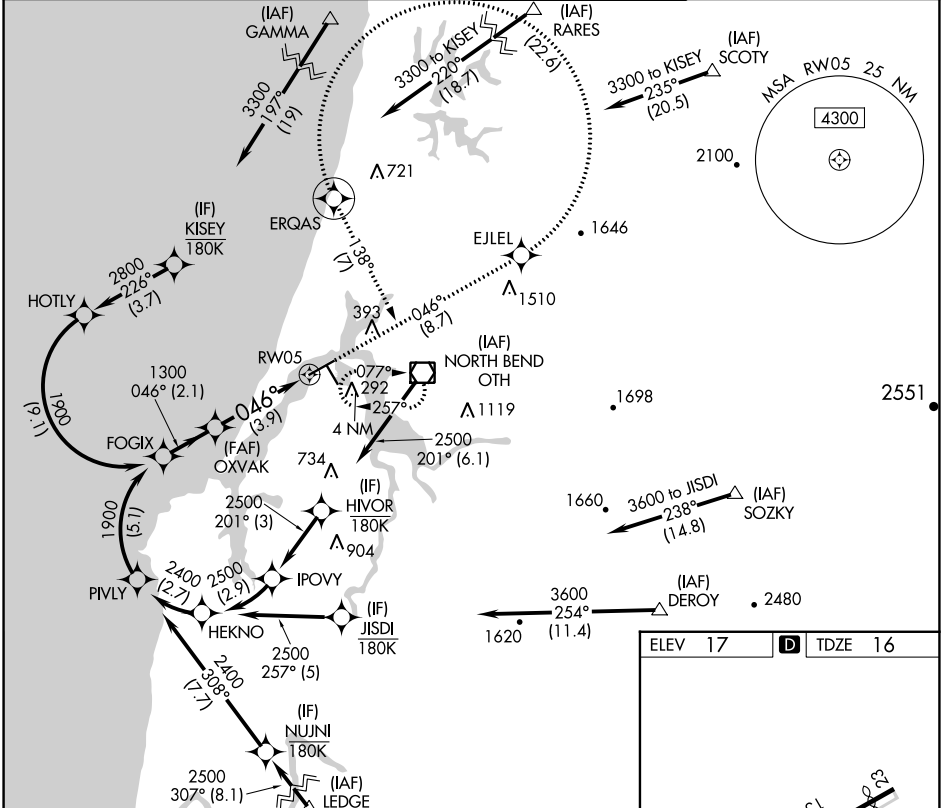 (IAF)
GAMMA
3300
197°
(19)
(IAF)
RARES
3300 to KISEY
220°
(18.7)
(22.6)
(IAF)
SCOTY
3300 to KISEY
235°
(20.5)
MSA RW05 25 NM
4300
2100
721
ERQAS
138°
(7)
1646
EJLEL
1510
(IF)
KISEY
180K
2800
226°
(3.7)
HOTLY
393
046°
(8.7)
RW05
(IAF)
NORTH BEND
OTH
077°
292
257°
4 NM
1119
1698
2551
1300
046° (2.1)
046°
(3.9)
1900
(9.1)
FOGIX
(FAF)
OXVAK
2500
201° (6.1)
734
(IF)
HIVOR
180K
2500
201° (3)
904
1660
3600 to JISDI
238°
(14.8)
(IAF)
SOZKY
1900
(5.1)
PIVLY
2400
(2.7)
2500
(2.9)
IPOVY
HEKNO
(IF)
JISDI
180K
2500
257° (5)
3600
254°
(11.4)
(IAF)
DEROY
2480
1620
2400
308°
(7.7)
(IF)
NUJNI
180K
2500
307° (8.1)
(IAF)
LEDGE
ELEV 17 D TDZE 16
23